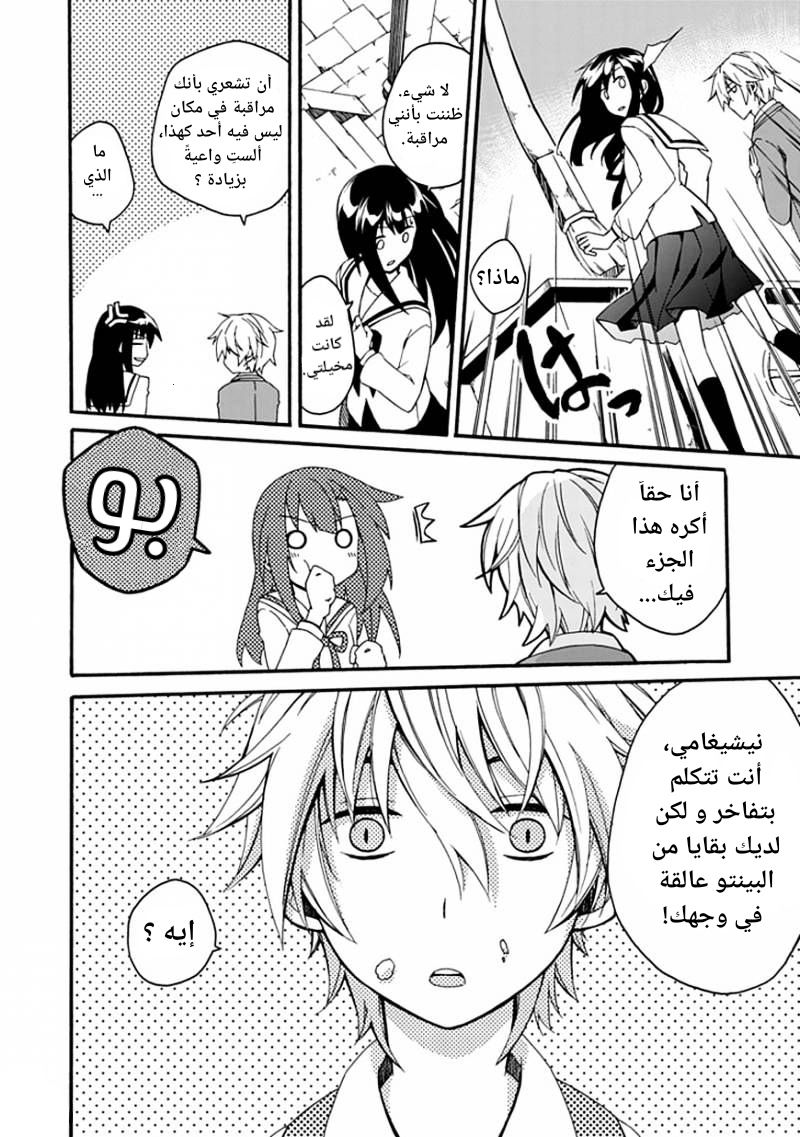 ماذا؟
はっ
لا شيء.
ظننت بأنني
مراقبة.
لقد
كانت
مخيلتي.
أن تشعري بأنك
مراقبة في مكان
ليس فيه أحد كهذا،
ألستِ واعيةً
بزيادة ؟
ما
الذي
...
أنا حقاً
أكره هذا
الجزء
فيك...
بو
نيشيغامي،
أنت تتكلم
بتفاخر و لكن
لديك بقايا من
البينتو عالقة
في وجهك!
إيه ؟